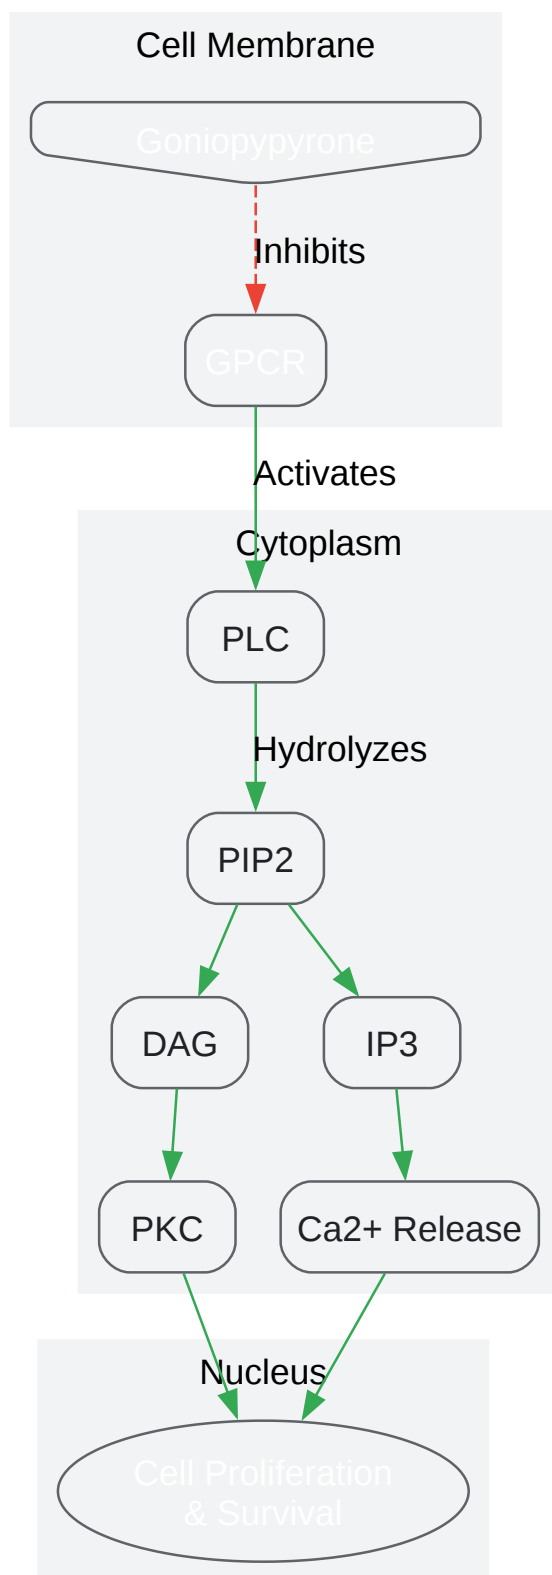 Cell Membrane
Goniopypyrone
Inhibits
GPCR
Activates
Cytoplasm
PLC
Hydrolyzes
PIP2
DAG
IP3
PKC
Ca2+ Release
Nucleus
Cell Proliferation
& Survival